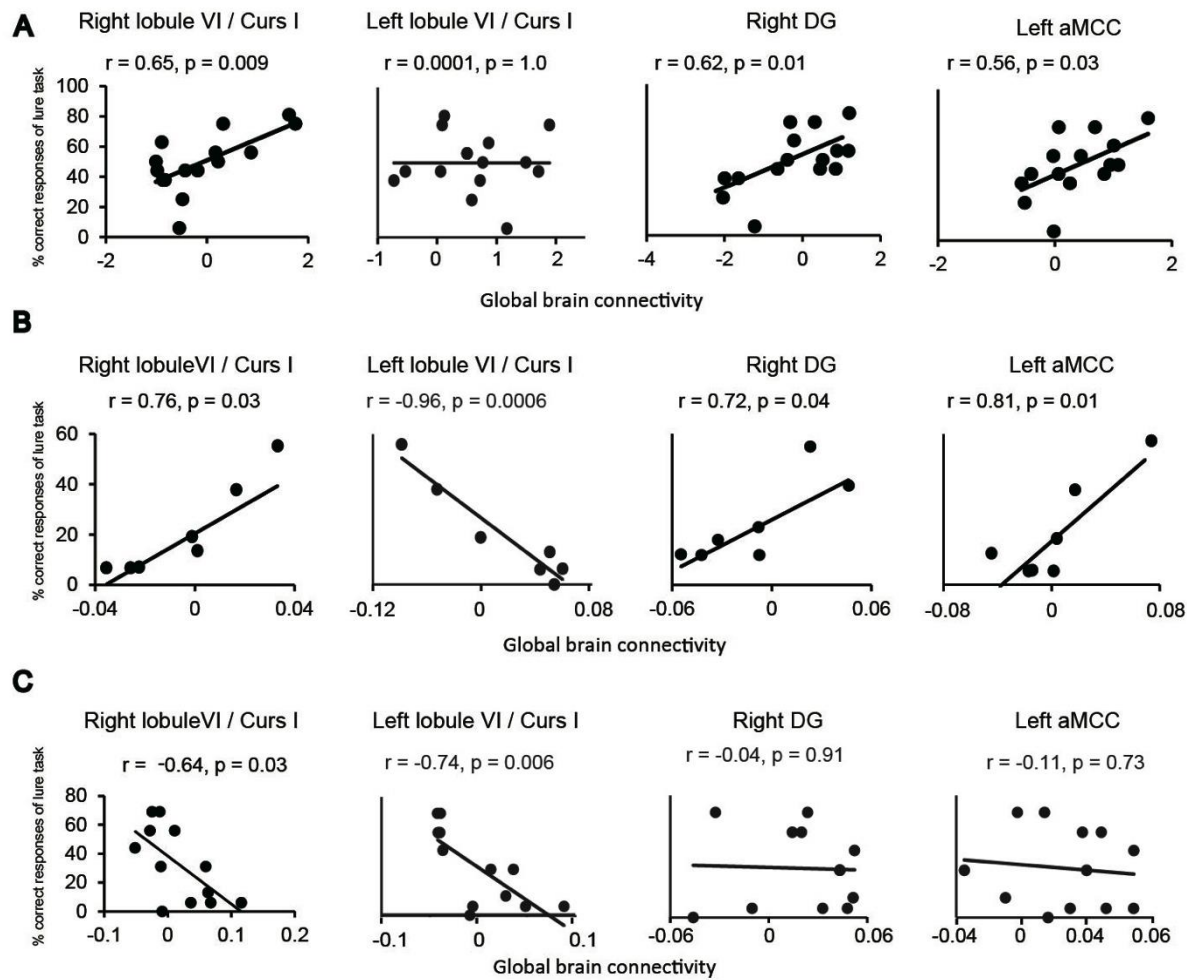 A
Right lobule VI / Curs I
Left lobule VI / Curs I
Right DG
Left aMCC
r = 0.65, p = 0.009
r = 0.0001, p = 1.0
r = 0.62, p = 0.01
r = 0.56, p = 0.03
% correct responses of lure task
100
80
60
40
20
0
-2 0 2
-1 0 1 2
-4 -2 0 2
-2 0 2
Global brain connectivity
B
Right lobuleVI / Curs I
Left lobule VI / Curs I
Right DG
Left aMCC
r = 0.76, p = 0.03
r = -0.96, p = 0.0006
r = 0.72, p = 0.04
r = 0.81, p = 0.01
% correct responses of lure task
60
40
20
0
-0.04 0 0.04
-0.12 0 0.08
-0.06 0 0.06
-0.08 0 0.08
Global brain connectivity
C
Right lobuleVI / Curs I
Left lobule VI / Curs I
Right DG
Left aMCC
r = -0.64, p = 0.03
r = -0.74, p = 0.006
r = -0.04, p = 0.91
r = -0.11, p = 0.73
% correct responses of lure task
80
60
40
20
0
-0.1 0 0.1 0.2
-0.1 0 0.1
-0.06 0 0.06
-0.04 0 0.04 0.06
Global brain connectivity